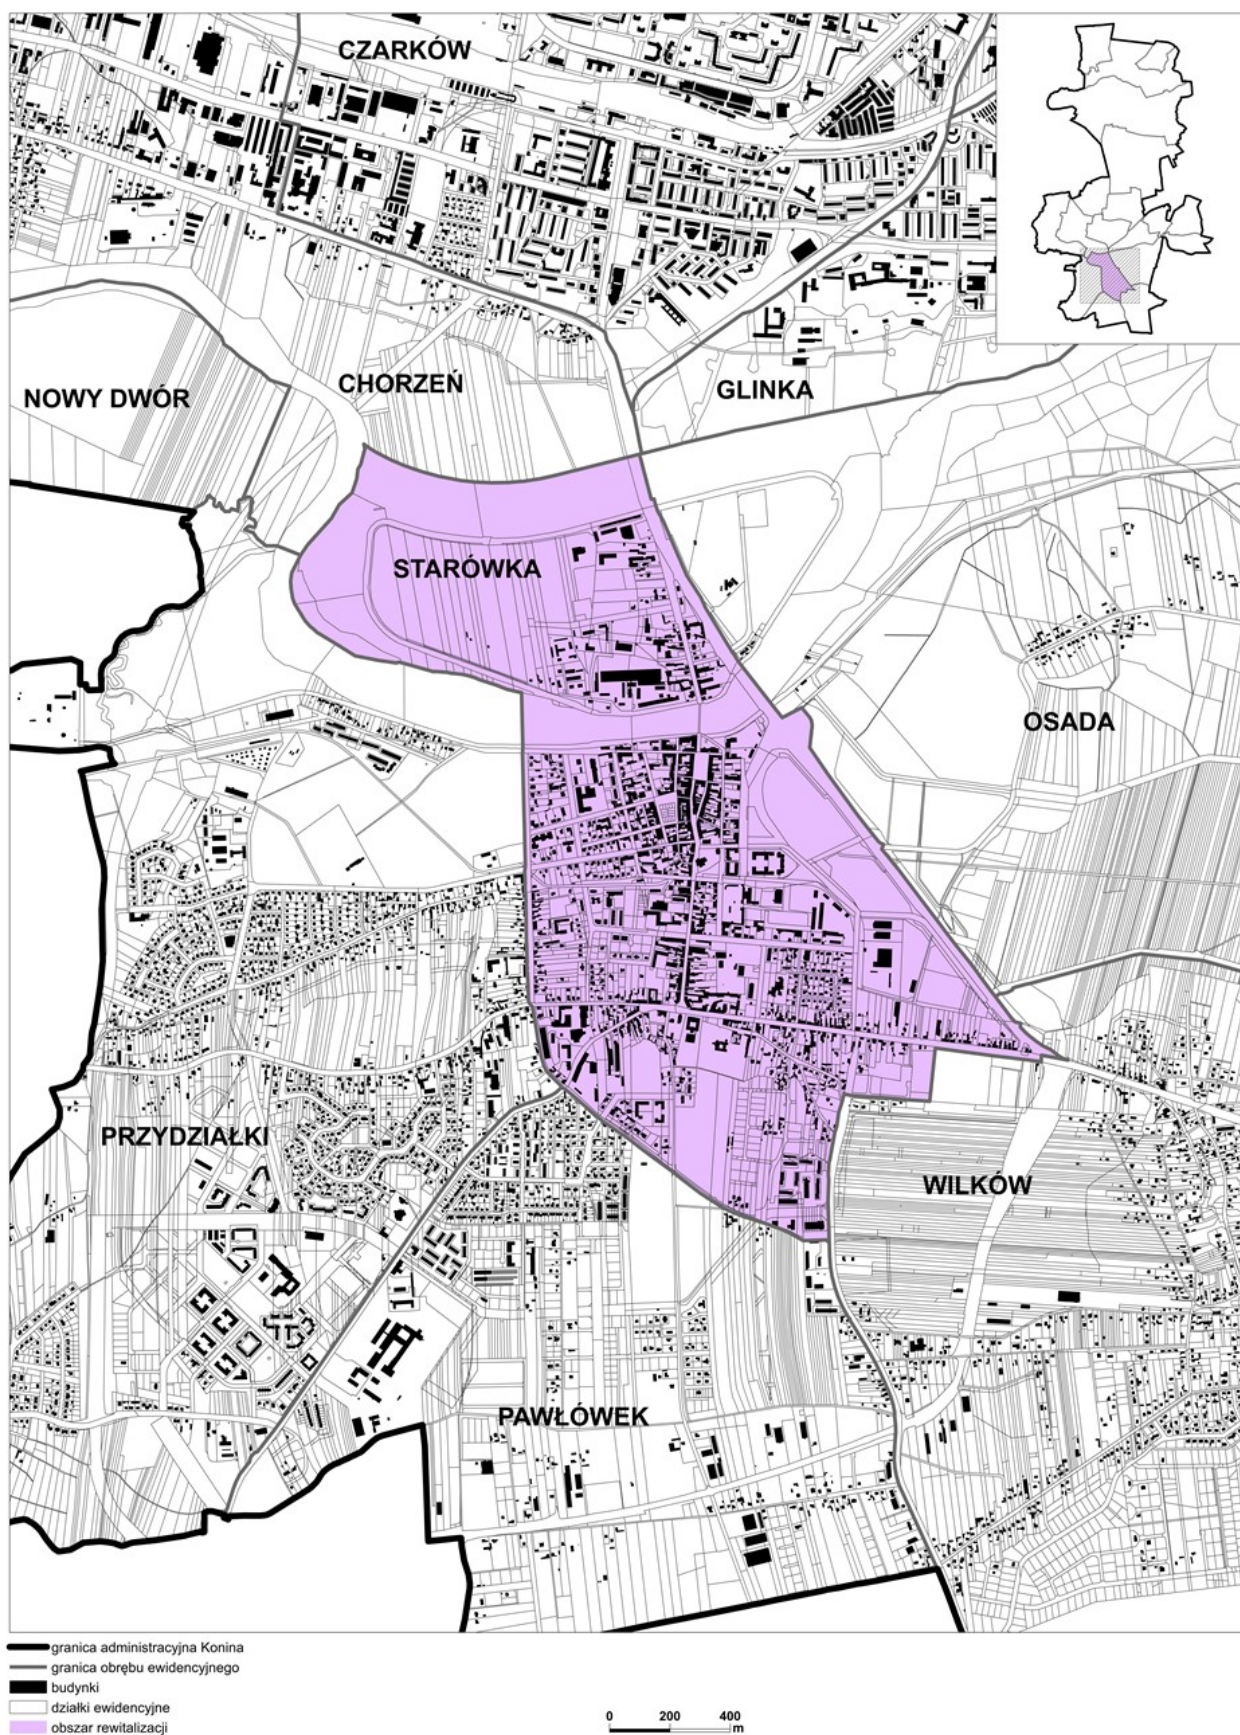 CZARKÓW
CHORZEŃ
NOWY DWÓR
GLINKA
STARÓWKA
OSADA
PRZYDZIAŁKI
WILKÓW
PAWŁÓWEK
granica administracyjna Konina
granica obrębu ewidencyjnego
budynki
działki ewidencyjne
obszar rewitalizacji
0 200 400
m